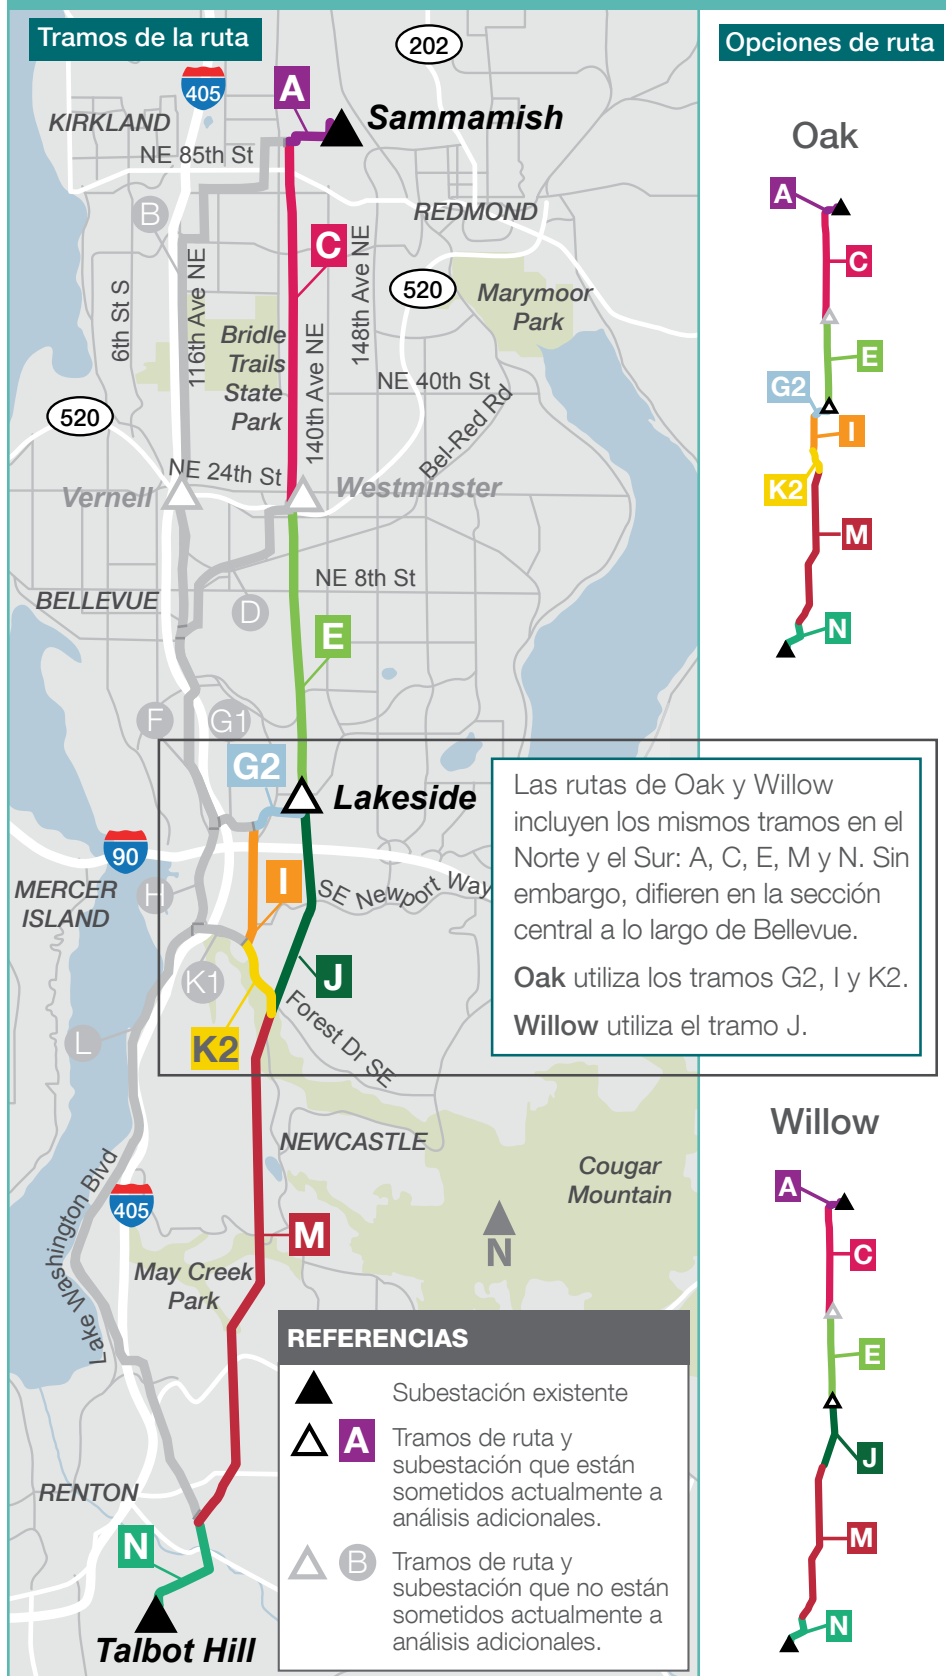 Tramos de la ruta
Opciones de ruta
202
405
A
Sammamish
KIRKLAND
NE 85th St
B
REDMOND
C
148th Ave NE
520
Marymoor
Park
6th St S
116th Ave NE
Bridle
Trails
State
Park
140th Ave NE
NE 40th St
Bel-Red Rd
520
NE 24th St
Vernell
Westminster
NE 8th St
BELLEVUE
D
E
F
G1
G2
Lakeside
90
MERCER
ISLAND
H
I
SE Newport Way
K1
J
K2
Forest Dr SE
L
NEWCASTLE
Cougar
Mountain
Lake Washington Blvd
405
M
N
May Creek
Park
RENTON
N
Talbot Hill
Las rutas de Oak y Willow
incluyen los mismos tramos en el
Norte y el Sur: A, C, E, M y N. Sin
embargo, difieren en la sección
central a lo largo de Bellevue.
Oak utiliza los tramos G2, I y K2.
Willow utiliza el tramo J.
REFERENCIAS
Subestación existente
A
Tramos de ruta y
subestación que están
sometidos actualmente a
análisis adicionales.
B
Tramos de ruta y
subestación que no están
sometidos actualmente a
análisis adicionales.
Oak
A
C
E
G2
I
K2
M
N
Willow
A
C
E
J
M
N